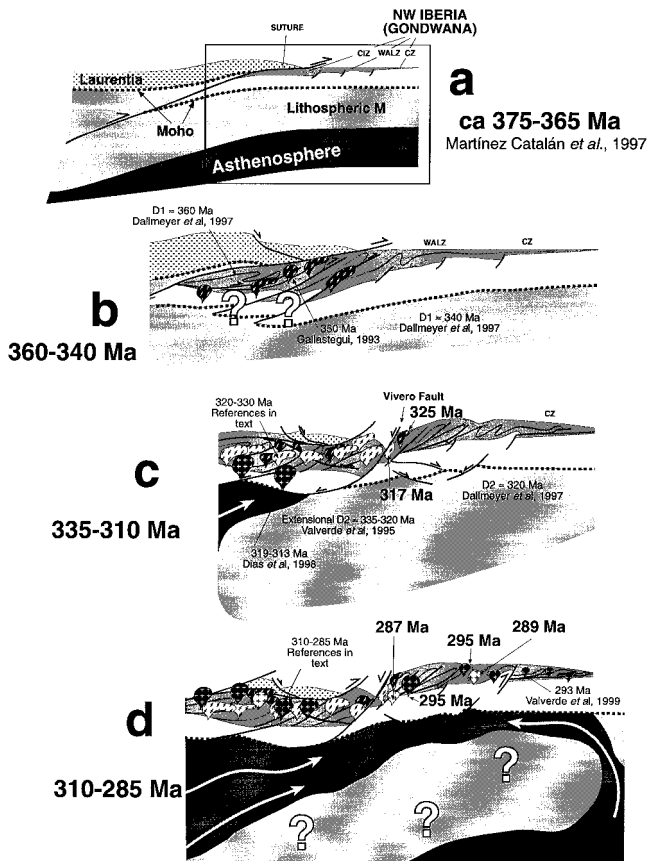 NW IBERIA
(GONDWANA)
SUTURE
CIZ WALZ CZ
Laurentia
Moho
Lithospheric M
Asthenosphere
a
ca 375-365 Ma
Martínez Catalán et al., 1997
D1 = 360 Ma
Dallmeyer et al, 1997
WALZ
CZ
b
360-340 Ma
? ?
350 Ma
Gallastegui, 1993
D1 = 340 Ma
Dallmeyer et al, 1997
320-330 Ma
References in
text
Vivero Fault
325 Ma
CZ
c
335-310 Ma
317 Ma
D2 = 320 Ma
Dallmeyer et al, 1997
Extensional D2 = 335-320 Ma
Valverde et al, 1995
319-313 Ma
Dias et al, 1998
310-285 Ma
References in
text
287 Ma
295 Ma
289 Ma
295 Ma
293 Ma
Valverde et al, 1999
d
310-285 Ma
? ? ?